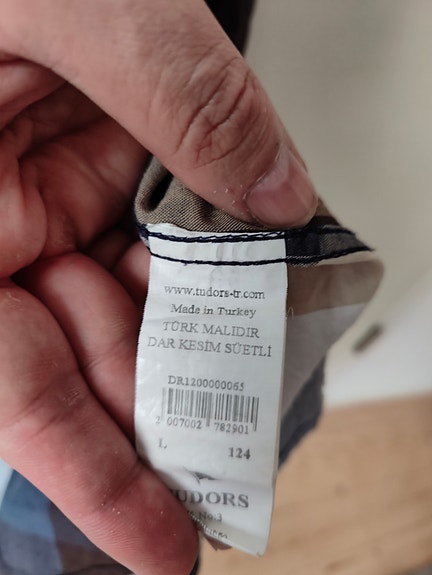 www.tudors-tr.com
Made in Turkey
TÜRK MALIDIR
DAR KESİM SÜETLİ
DR1200000065
2 007002 782901
L 124
TUDORS